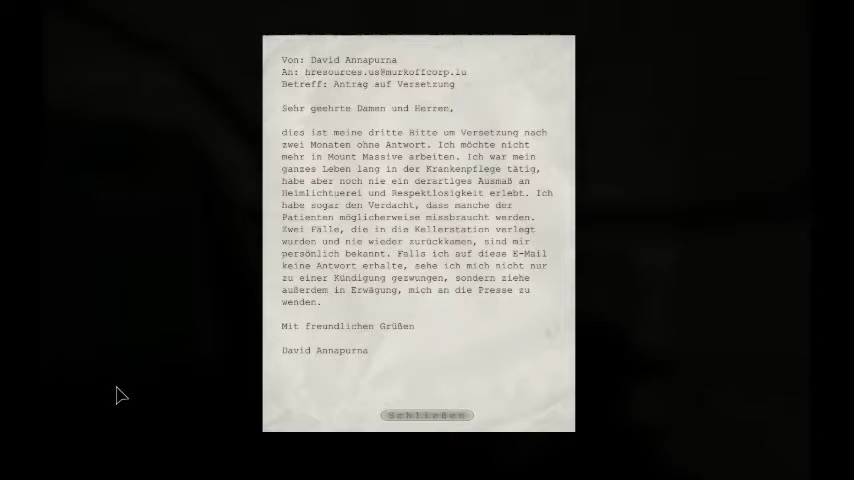 Von: David Annapurna
An: hresources.us@murkoffcorp.lu
Betreff: Antrag auf Versetzung
Sehr geehrte Damen und Herren,
dies ist meine dritte Bitte um Versetzung nach
zwei Monaten ohne Antwort. Ich möchte nicht
mehr in Mount Massive arbeiten. Ich war mein
ganzes Leben lang in der Krankenpflege tätig,
habe aber noch nie ein derartiges Ausmaß an
Heimlichtuerei und Respektlosigkeit erlebt. Ich
habe sogar den Verdacht, dass manche der
Patienten möglicherweise missbraucht werden.
Zwei Fälle, die in die Kellerstation verlegt
wurden und nie wieder zurückkamen, sind mir
persönlich bekannt. Falls ich auf diese E-Mail
keine Antwort erhalte, sehe ich mich nicht nur
zu einer Kündigung gezwungen, sondern ziehe
außerdem in Erwägung, mich an die Presse zu
wenden.
Mit freundlichen Grüßen
David Annapurna
Schließen